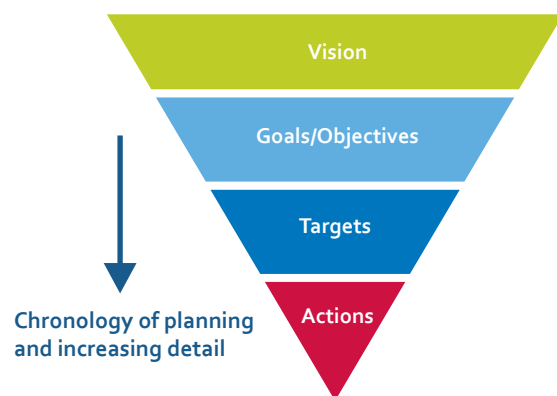 Vision
Goals/Objectives
Targets
Actions
Chronology of planning
and increasing detail